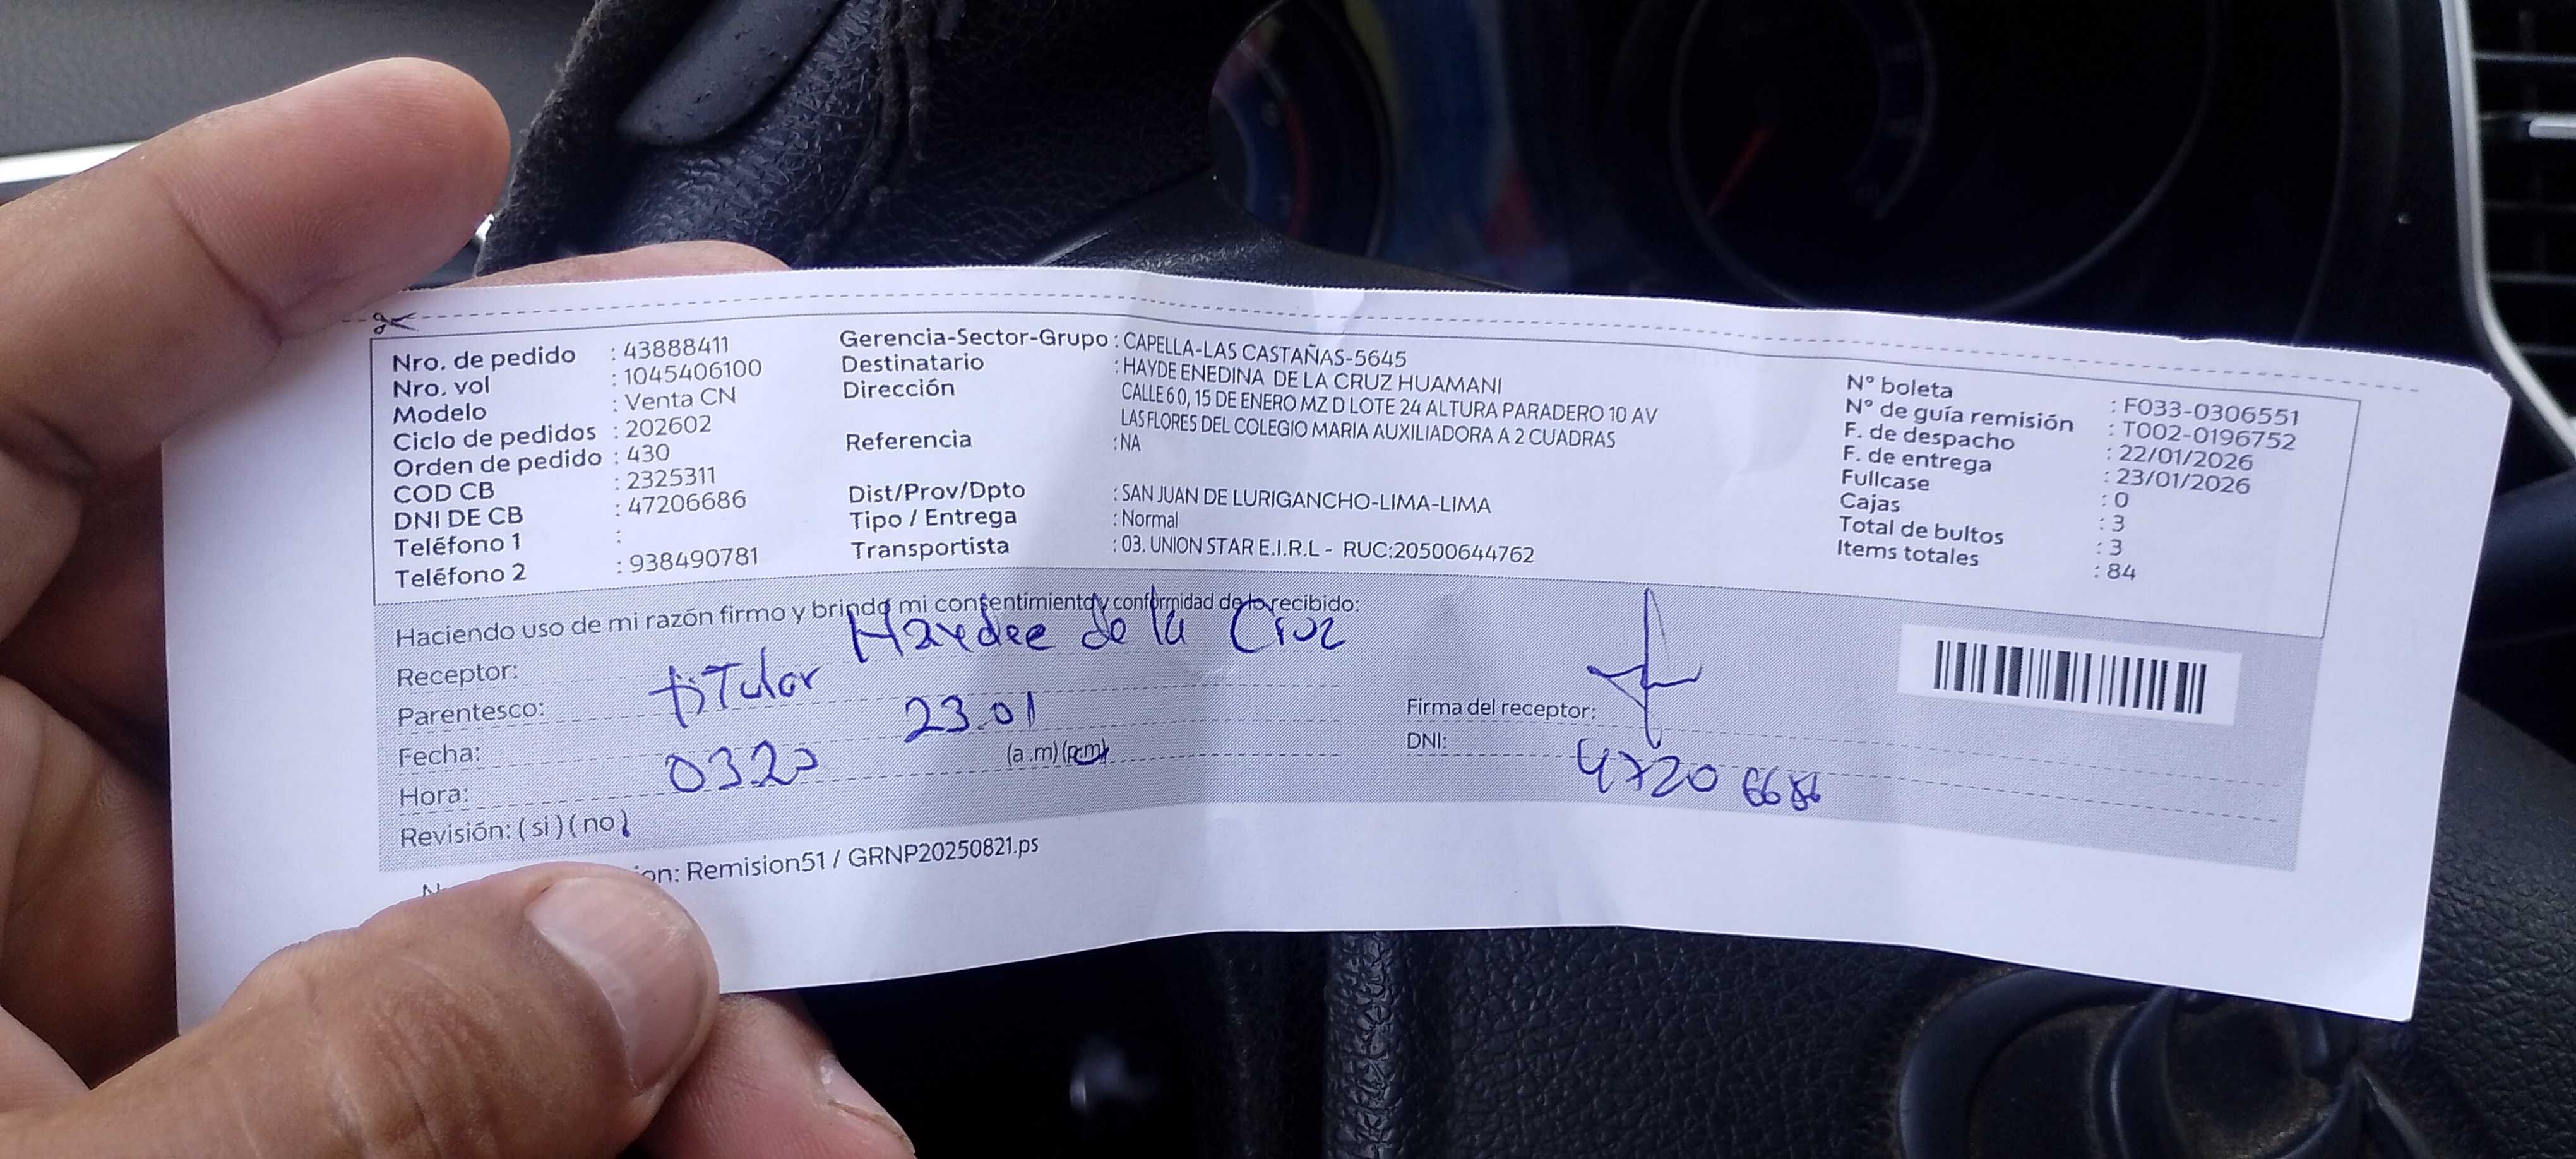 Nro. de pedido : 43888411
Nro. vol : 1045406100
Modelo : Venta CN
Ciclo de pedidos : 202602
Orden de pedido : 430
COD CB : 2325311
DNI DE CB : 47206686
Teléfono 1 :
Teléfono 2 : 938490781
Gerencia-Sector-Grupo : CAPELLA-LAS CASTAÑAS-5645
Destinatario : HAYDE ENEDINA DE LA CRUZ HUAMANI
Dirección CALLE 6 0, 15 DE ENERO MZ D LOTE 24 ALTURA PARADERO 10 AV
LAS FLORES DEL COLEGIO MARIA AUXILIADORA A 2 CUADRAS
Referencia : NA
Dist/Prov/Dpto : SAN JUAN DE LURIGANCHO-LIMA-LIMA
Tipo / Entrega : Normal
Transportista : 03. UNION STAR E.I.R.L - RUC:20500644762
N° boleta : F033-0306551
N° de guía remisión : T002-0196752
F. de despacho : 22/01/2026
F. de entrega : 23/01/2026
Fullcase : 0
Cajas : 3
Total de bultos : 3
Items totales : 84
Haciendo uso de mi razón firmo y brindo mi consentimiento y conformidad de lo recibido:
Receptor: Haydee de la Cruz
Parentesco: tiTular
Fecha: 23.01
Hora: 0320 (a.m) (p.m)
Revisión: ( si ) ( no )
Firma del receptor:
DNI: 47206686
on: Remision51 / GRNP20250821.ps